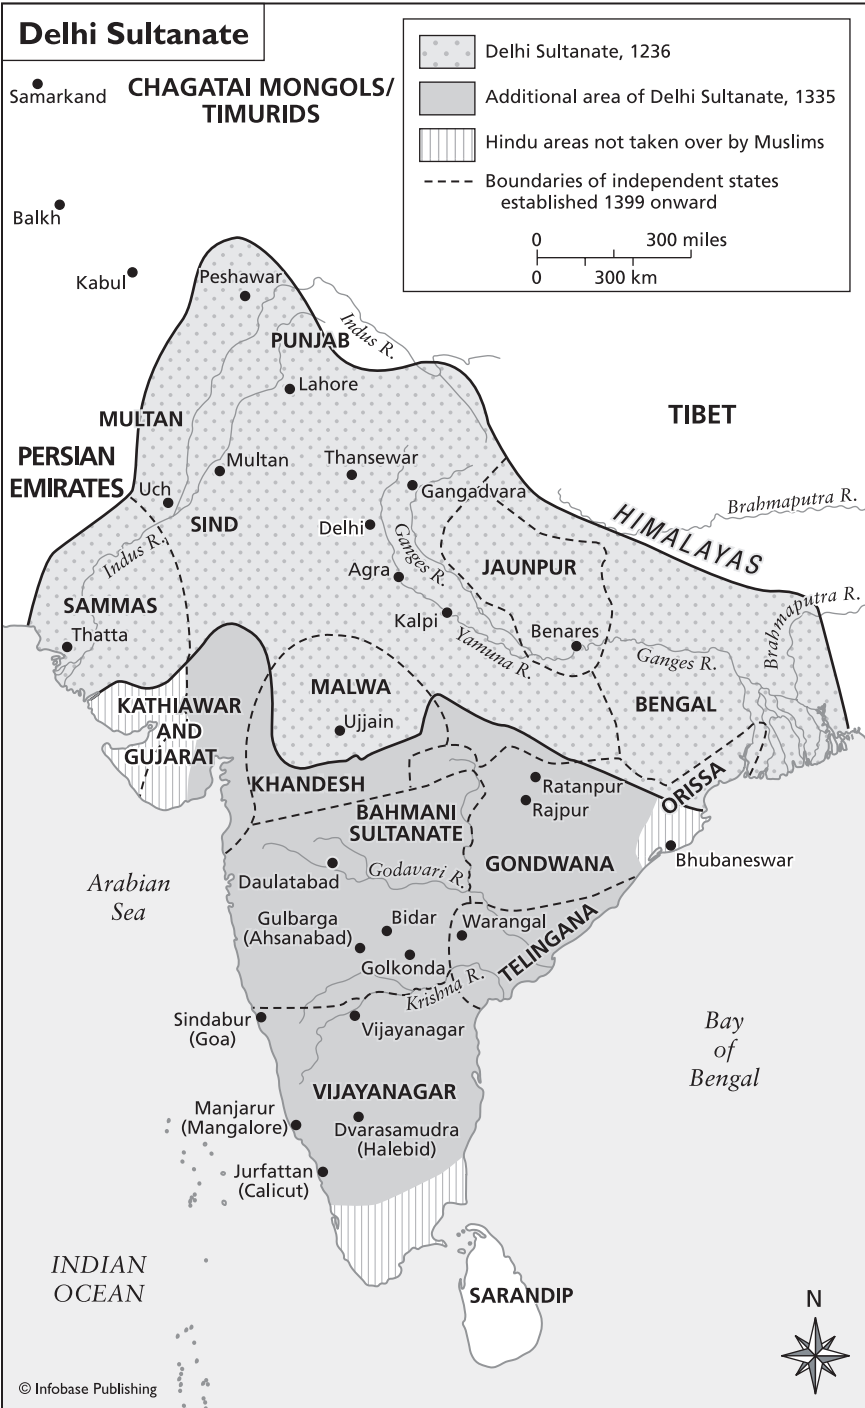 Delhi Sultanate
Delhi Sultanate, 1236
Additional area of Delhi Sultanate, 1335
Hindu areas not taken over by Muslims
Boundaries of independent states
established 1399 onward
0 300 miles
0 300 km
Samarkand
CHAGATAI MONGOLS/
TIMURIDS
Balkh
Kabul
Peshawar
Indus R.
PUNJAB
Lahore
TIBET
MULTAN
PERSIAN
EMIRATES
Multan
Thansewar
Uch
Gangadvara
Brahmaputra R.
SIND
Delhi
HIMALAYAS
Indus R.
Ganges R.
JAUNPUR
Agra
SAMMAS
Kalpi
Brahmaputra R.
Thatta
Benares
Yamuna R.
Ganges R.
MALWA
KATHIAWAR
AND
GUJARAT
BENGAL
Ujjain
KHANDESH
Ratanpur
ORISSA
Rajpur
BAHMANI
SULTANATE
GONDWANA
Bhubaneswar
Arabian
Sea
Daulatabad
Godavari R.
Gulbarga
(Ahsanabad)
Bidar
Warangal
TELINGANA
Golkonda
Krishna R.
Sindabur
(Goa)
Vijayanagar
Bay
of
Bengal
VIJAYANAGAR
Manjarur
(Mangalore)
Dvarasamudra
(Halebid)
Jurfattan
(Calicut)
INDIAN
OCEAN
SARANDIP
N
© Infobase Publishing